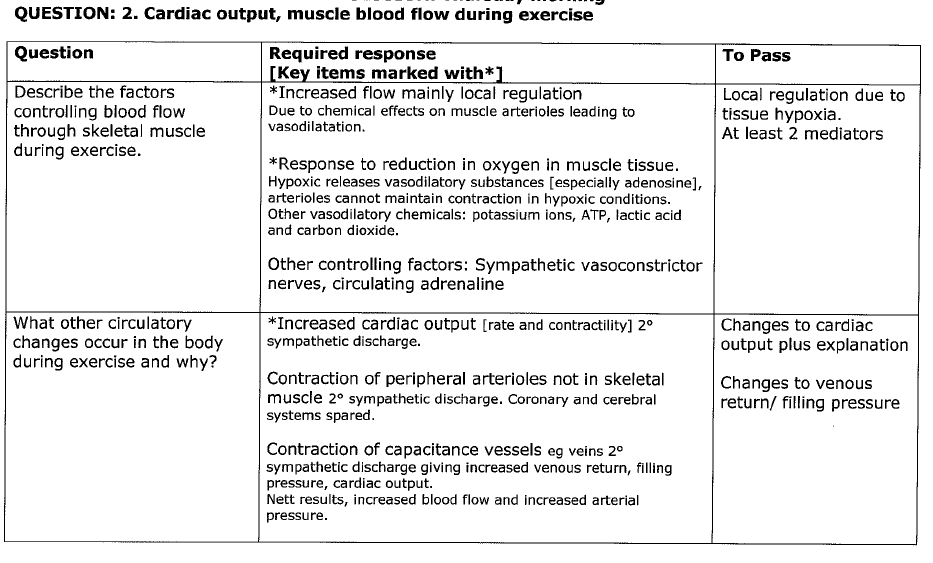 QUESTION: 2. Cardiac output, muscle blood flow during exercise
Question
Required response
[Key items marked with*]
To Pass
Describe the factors
controlling blood flow
through skeletal muscle
during exercise.
*Increased flow mainly local regulation
Due to chemical effects on muscle arterioles leading to
vasodilatation.
*Response to reduction in oxygen in muscle tissue.
Hypoxic releases vasodilatory substances [especially adenosine],
arterioles cannot maintain contraction in hypoxic conditions.
Other vasodilatory chemicals: potassium ions, ATP, lactic acid
and carbon dioxide.
Other controlling factors: Sympathetic vasoconstrictor
nerves, circulating adrenaline
Local regulation due to
tissue hypoxia.
At least 2 mediators
What other circulatory
changes occur in the body
during exercise and why?
*Increased cardiac output [rate and contractility] 2°
sympathetic discharge.
Contraction of peripheral arterioles not in skeletal
muscle 2° sympathetic discharge. Coronary and cerebral
systems spared.
Contraction of capacitance vessels eg veins 2°
sympathetic discharge giving increased venous return, filling
pressure, cardiac output.
Nett results, increased blood flow and increased arterial
pressure.
Changes to cardiac
output plus explanation
Changes to venous
return/ filling pressure